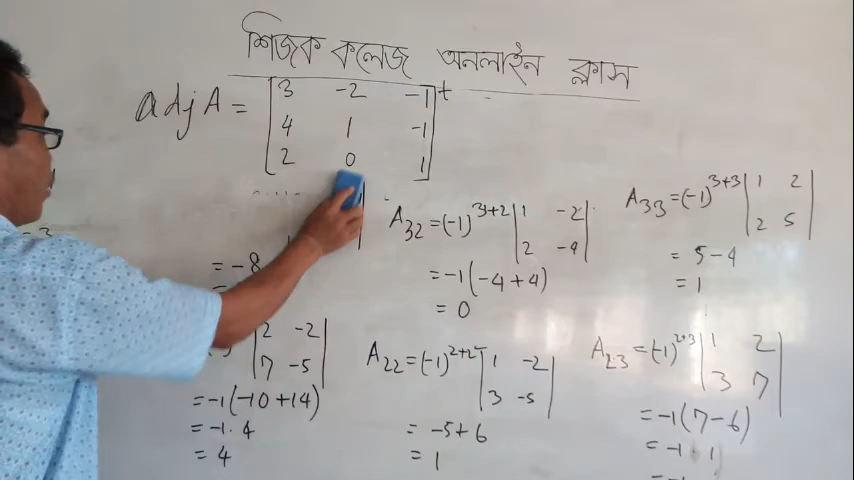 শিজক কলেজ অনলাইন ক্লাস
adj A = [3 -2 -1
4 1 -1
2 0 1]^t
A₃₂ = (-1)^3+2 |1 -2
2 -4|
= -1(-4+4)
= 0
A₃₃ = (-1)^3+3 |1 2
2 5|
= 5-4
= 1
= -8
|2 -2
7 -5|
= -1(-10+14)
= -1.4
= 4
A₂₂ = (-1)^2+2 |1 -2
3 -5|
= -5+6
= 1
A₂₃ = (-1)^2+3 |1 2
3 7|
= -1(7-6)
= -1.1